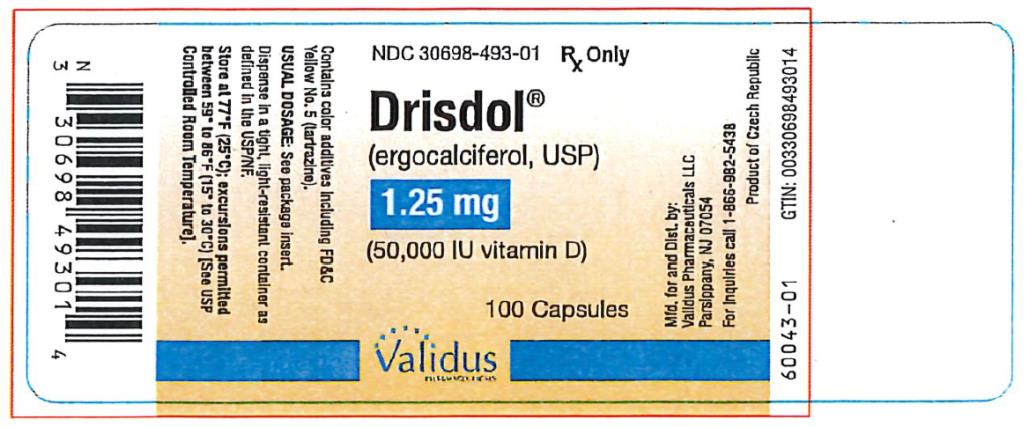 NDC 30698-493-01 Rx Only
Drisdol®
(ergocalciferol, USP)
1.25 mg
(50,000 IU vitamin D)
100 Capsules
Validus
PHARMACEUTICALS
Contains color additives including FD&C
Yellow No. 5 (tartrazine).
USUAL DOSAGE: See package insert.
Dispense in a tight, light-resistant container as
defined in the USP/NF.
Store at 77°F (25°C); excursions permitted
between 59° to 86°F (15° to 30°C) [See USP
Controlled Room Temperature].
N
3 30698 49301 4
Mfd. for and Dist. by:
Validus Pharmaceuticals LLC
Parsippany, NJ 07054
For Inquiries call 1-866-982-5438
Product of Czech Republic
60043-01 GTIN: 00330698493014